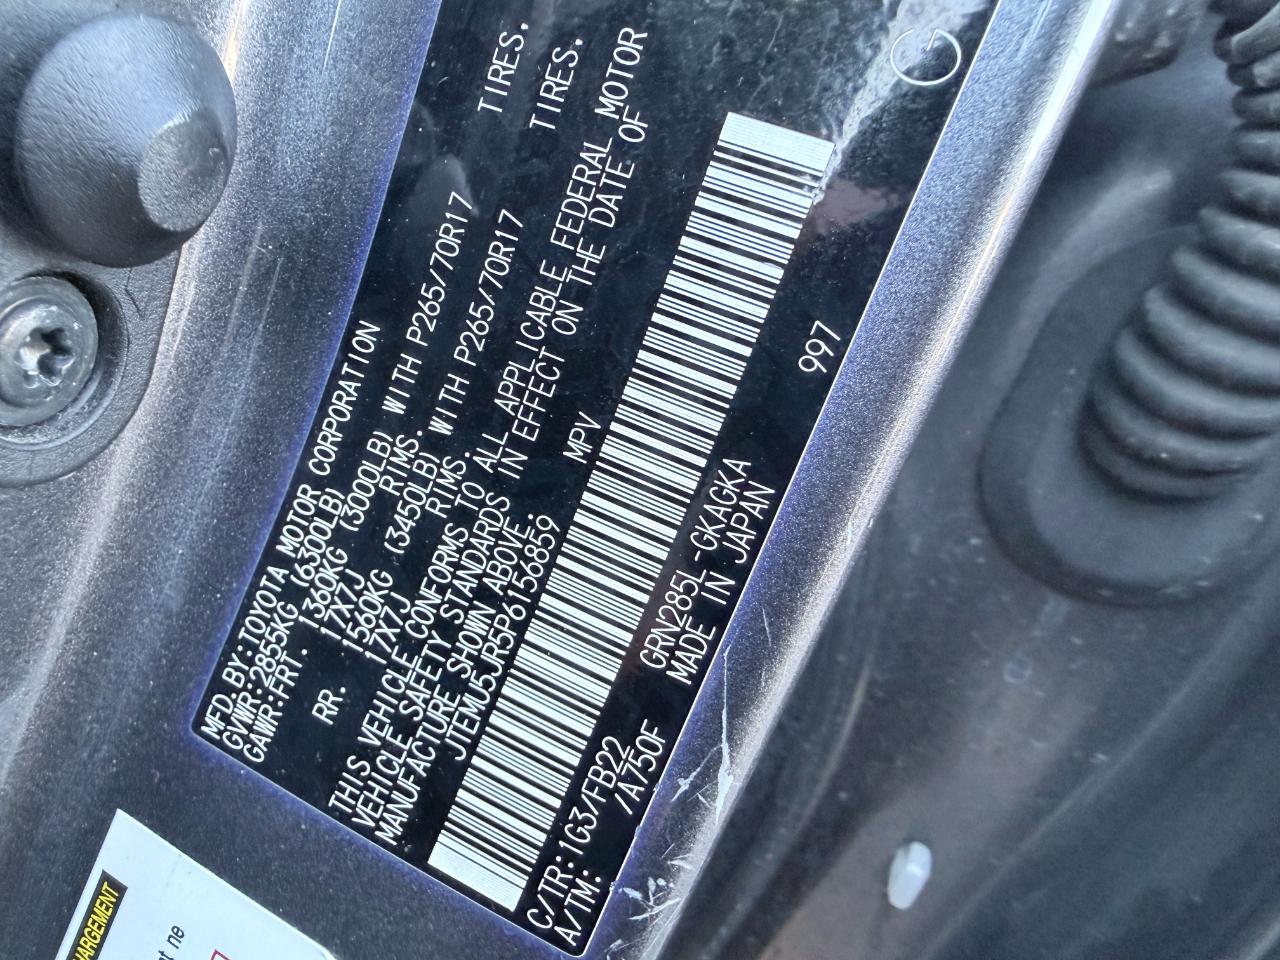 MFD. BY: TOYOTA MOTOR CORPORATION
GVWR: 2855KG (6300LB)
GAWR: FRT. 1360KG (3000LB) WITH P265/70R17 TIRES.
17X7J RIMS.
RR. 1560KG (3450LB) WITH P265/70R17 TIRES.
17X7J RIMS.
THIS VEHICLE CONFORMS TO ALL APPLICABLE FEDERAL MOTOR
VEHICLE SAFETY STANDARDS IN EFFECT ON THE DATE OF
MANUFACTURE SHOWN ABOVE.
JTEMU5JR5P6156859 MPV
C/TR: 1G3/FB22 GRN285L-GKAGKA 997
A/TM: /A750F MADE IN JAPAN
G